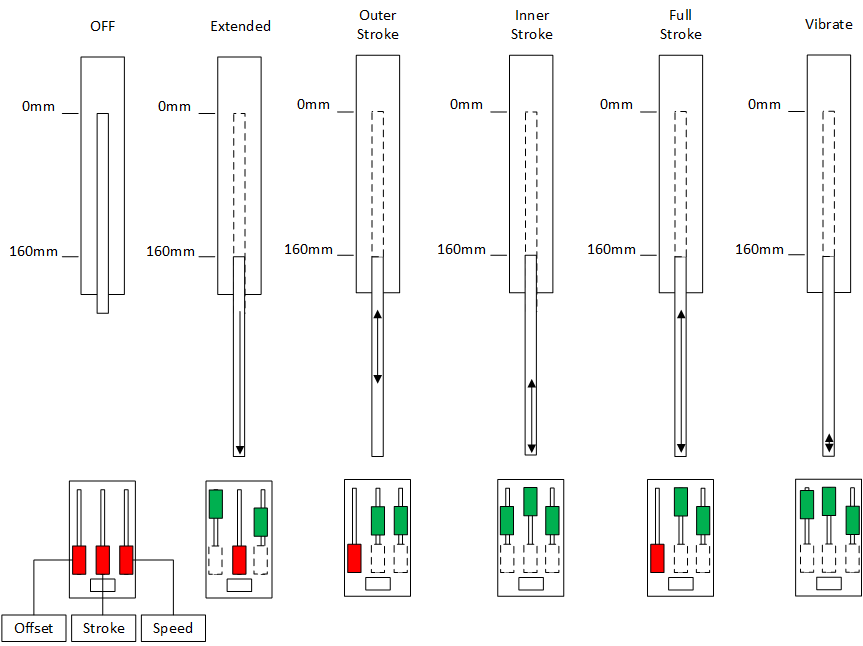 OFF
Extended
Outer
Stroke
Inner
Stroke
Full
Stroke
Vibrate
0mm
0mm
0mm
0mm
0mm
0mm
160mm
160mm
160mm
160mm
160mm
160mm
Offset
Stroke
Speed